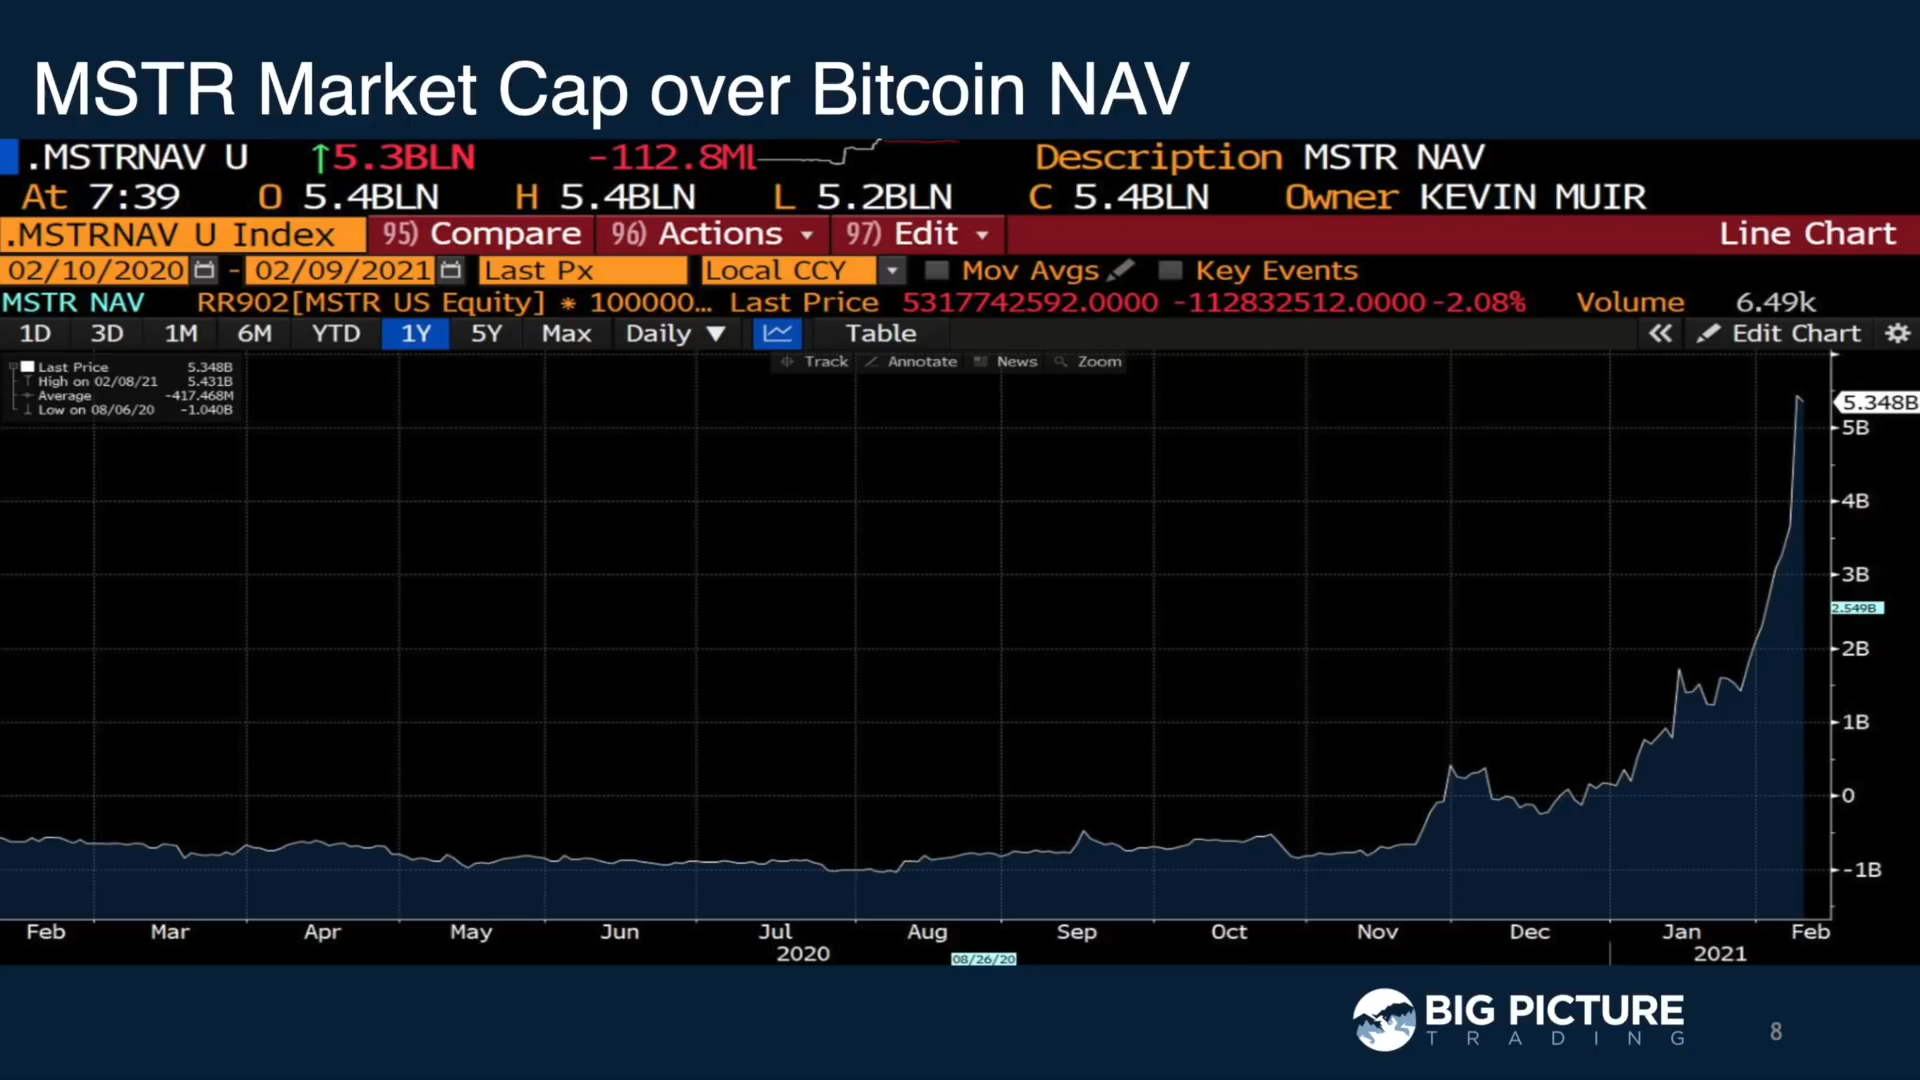 MSTR Market Cap over Bitcoin NAV
.MSTRNAV U ↑5.3BLN -112.8Ml Description MSTR NAV
At 7:39 O 5.4BLN H 5.4BLN L 5.2BLN C 5.4BLN Owner KEVIN MUIR
.MSTRNAV U Index 95) Compare 96) Actions 97) Edit Line Chart
02/10/2020 - 02/09/2021 Last Px Local CCY Mov Avgs Key Events
MSTR NAV RR902[MSTR US Equity] * 100000... Last Price 5317742592.0000 -112832512.0000 -2.08% Volume 6.49k
1D 3D 1M 6M YTD 1Y 5Y Max Daily ▼ Table « Edit Chart
Track Annotate News Zoom
Last Price 5.348B
High on 02/08/21 5.431B
Average -417.468M
Low on 08/06/20 -1.040B
5.348B
5B
4B
3B
2.549B
2B
1B
0
-1B
Feb Mar Apr May Jun Jul Aug Sep Oct Nov Dec Jan Feb
2020 08/26/20 2021
BIG PICTURE
TRADING
8